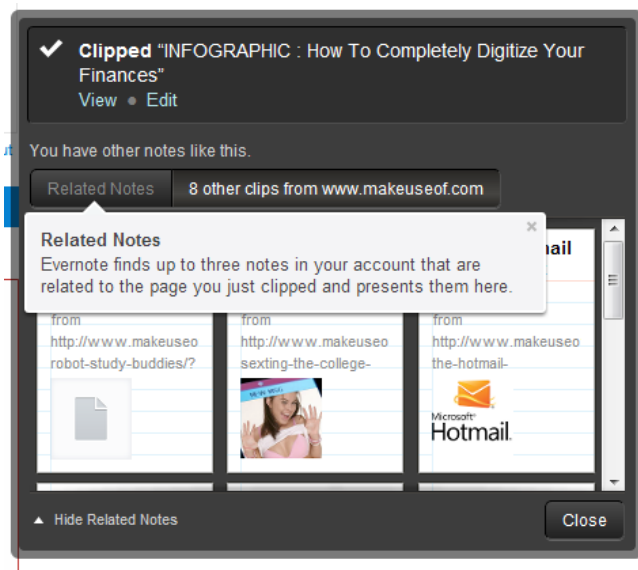 Clipped “INFOGRAPHIC : How To Completely Digitize Your
Finances”
View ● Edit
You have other notes like this.
Related Notes
8 other clips from www.makeuseof.com
Related Notes
Evernote finds up to three notes in your account that are
related to the page you just clipped and presents them here.
ail
from
http://www.makeuseo
robot-study-buddies/?
from
http://www.makeuseo
sexting-the-college-
from
http://www.makeuseo
the-hotmail-
Microsoft®
Hotmail.
Hide Related Notes
Close